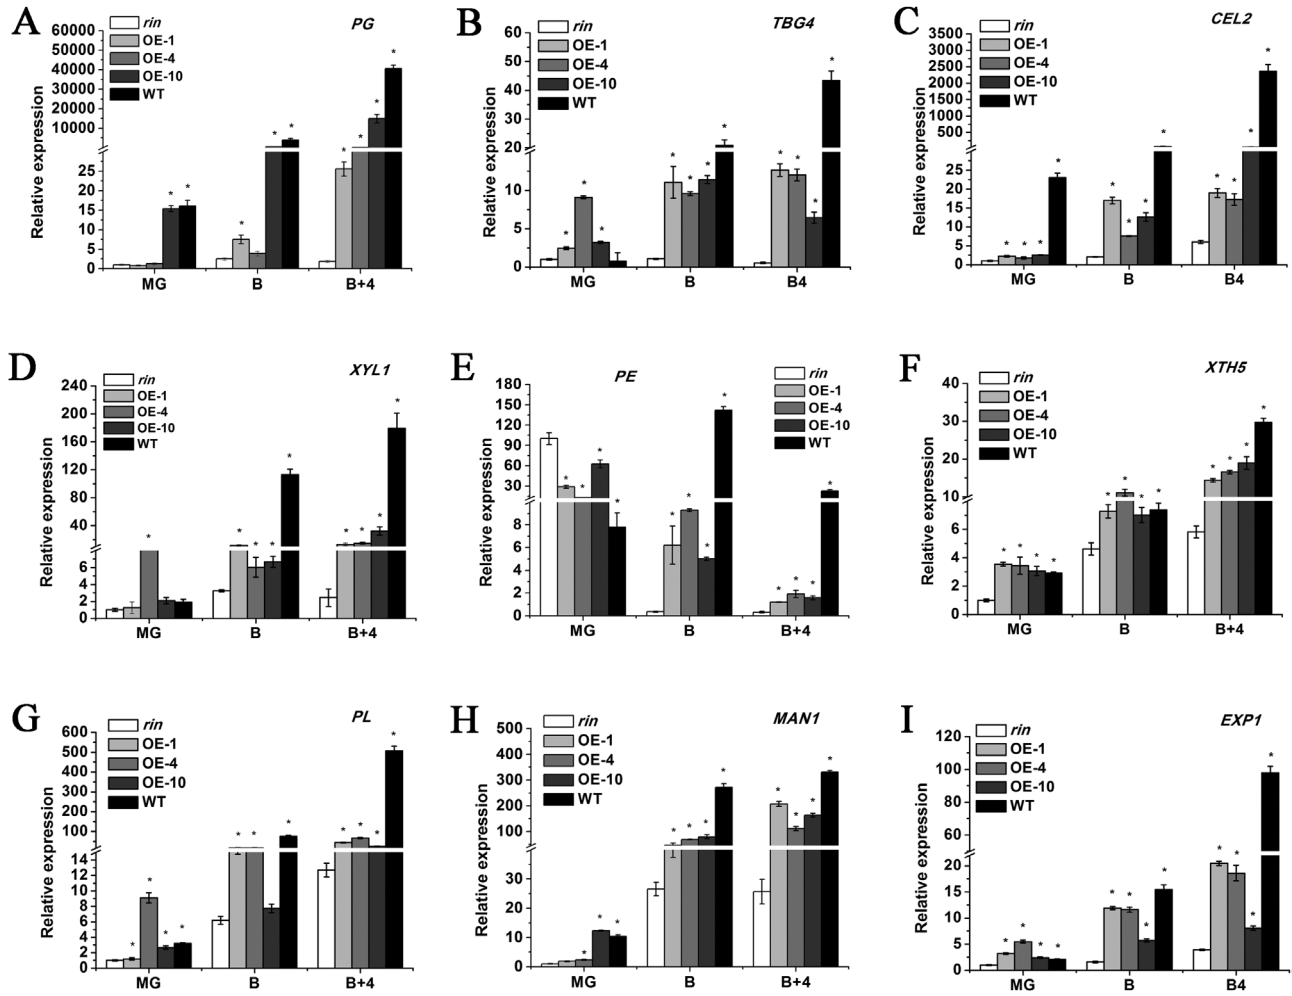 A
PG
rin
OE-1
OE-4
OE-10
WT
Relative expression
60000
50000
40000
30000
20000
10000
25
20
15
10
5
0
MG B B+4
B
TBG4
rin
OE-1
OE-4
OE-10
WT
Relative expression
60
50
40
30
20
10
5
0
MG B B4
C
CEL2
rin
OE-1
OE-4
OE-10
WT
Relative expression
3500
3000
2500
2000
1500
1000
500
25
20
15
10
5
0
MG B B4
D
XYL1
rin
OE-1
OE-4
OE-10
WT
Relative expression
240
200
160
120
80
40
6
4
2
0
MG B B+4
E
PE
rin
OE-1
OE-4
OE-10
WT
Relative expression
180
150
120
90
60
30
8
6
4
2
0
MG B B+4
F
XTH5
rin
OE-1
OE-4
OE-10
WT
Relative expression
40
30
20
10
6
4
2
0
MG B B+4
G
PL
rin
OE-1
OE-4
OE-10
WT
Relative expression
600
500
400
300
200
100
14
12
10
8
6
4
2
0
MG B B+4
H
MAN1
rin
OE-1
OE-4
OE-10
WT
Relative expression
500
400
300
200
100
30
20
10
0
MG B B+4
I
EXP1
rin
OE-1
OE-4
OE-10
WT
Relative expression
120
100
80
60
20
15
10
5
0
MG B B4